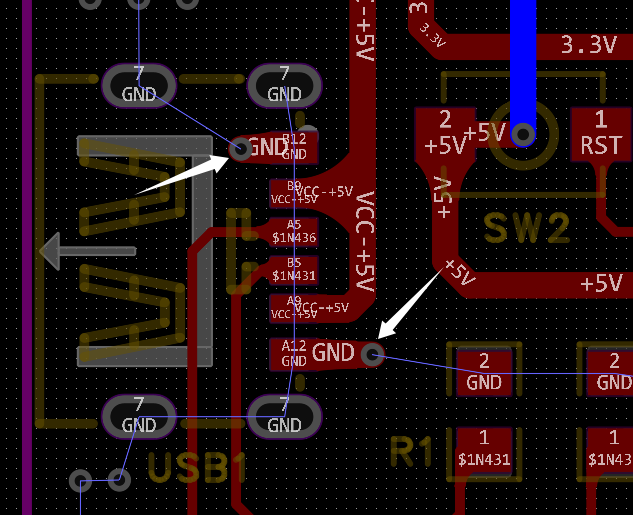 3.3V
3
3.3V
VCC-+5V
7
GND
7
GND
2
+5V
+5V
1
RST
GND
B12
GND
B9
VCC-+5V
VCC-+5V
A5
$1N436
B5
$1N431
A9
VCC-+5V
VCC-+5V
VCC-+5V
+5V
SW2
+5V
+5V
A12
GND
GND
2
GND
2
GND
7
GND
7
GND
USB1
R1
1
$1N431
1
$1N43